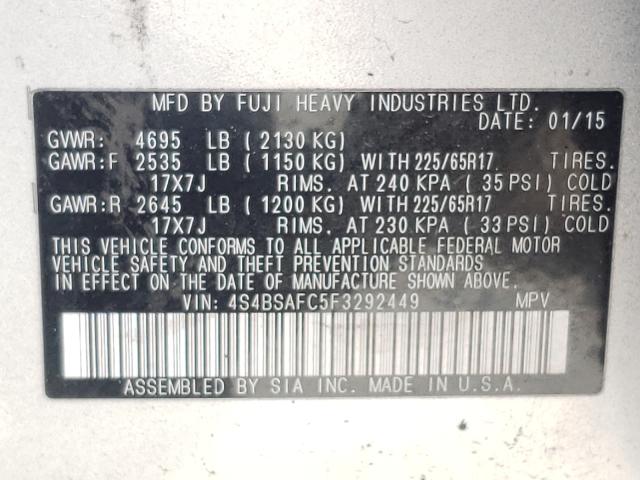 MFD BY FUJI HEAVY INDUSTRIES LTD.
DATE: 01/15
GVWR: 4695 LB ( 2130 KG)
GAWR:F 2535 LB ( 1150 KG) WITH 225/65R17 TIRES.
17X7J RIMS. AT 240 KPA ( 35 PSI) COLD
GAWR:R 2645 LB ( 1200 KG) WITH 225/65R17 TIRES.
17X7J RIMS. AT 230 KPA ( 33 PSI) COLD
THIS VEHICLE CONFORMS TO ALL APPLICABLE FEDERAL MOTOR
VEHICLE SAFETY AND THEFT PREVENTION STANDARDS
IN EFFECT ON THE DATE OF MANUFACTURE SHOWN ABOVE.
VIN: 4S4BSAFC5F3292449 MPV
ASSEMBLED BY SIA INC. MADE IN U.S.A.